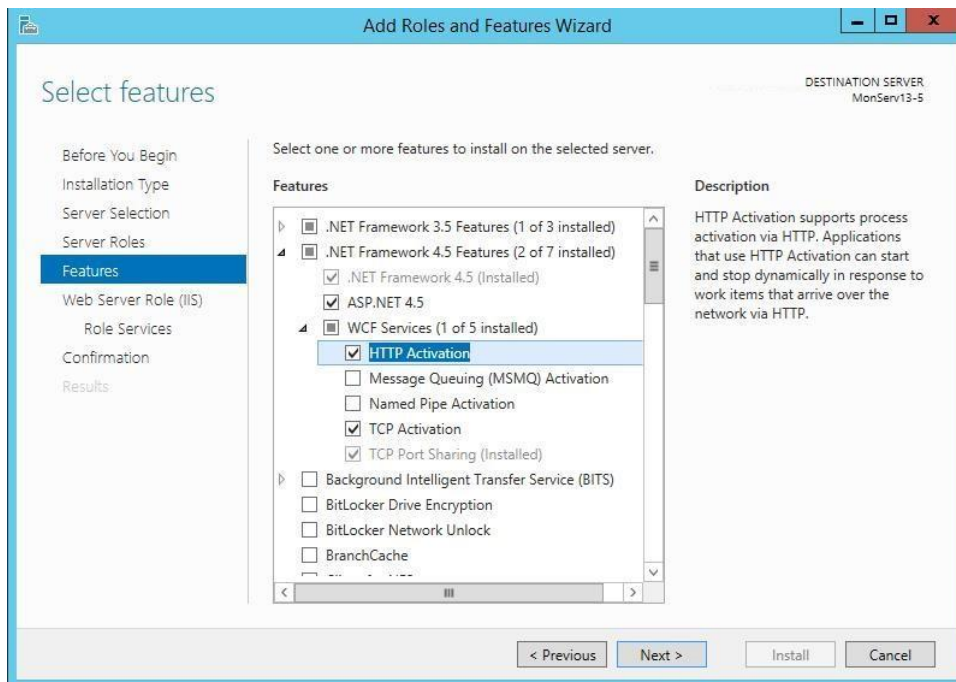 Add Roles and Features Wizard
Select features
DESTINATION SERVER
MonServ13-5
Before You Begin
Installation Type
Server Selection
Server Roles
Features
Web Server Role (IIS)
Role Services
Confirmation
Results
Select one or more features to install on the selected server.
Features
.NET Framework 3.5 Features (1 of 3 installed)
.NET Framework 4.5 Features (2 of 7 installed)
.NET Framework 4.5 (Installed)
ASP.NET 4.5
WCF Services (1 of 5 installed)
HTTP Activation
Message Queuing (MSMQ) Activation
Named Pipe Activation
TCP Activation
TCP Port Sharing (Installed)
Background Intelligent Transfer Service (BITS)
BitLocker Drive Encryption
BitLocker Network Unlock
BranchCache
Description
HTTP Activation supports process
activation via HTTP. Applications
that use HTTP Activation can start
and stop dynamically in response to
work items that arrive over the
network via HTTP.
< Previous
Next >
Install
Cancel